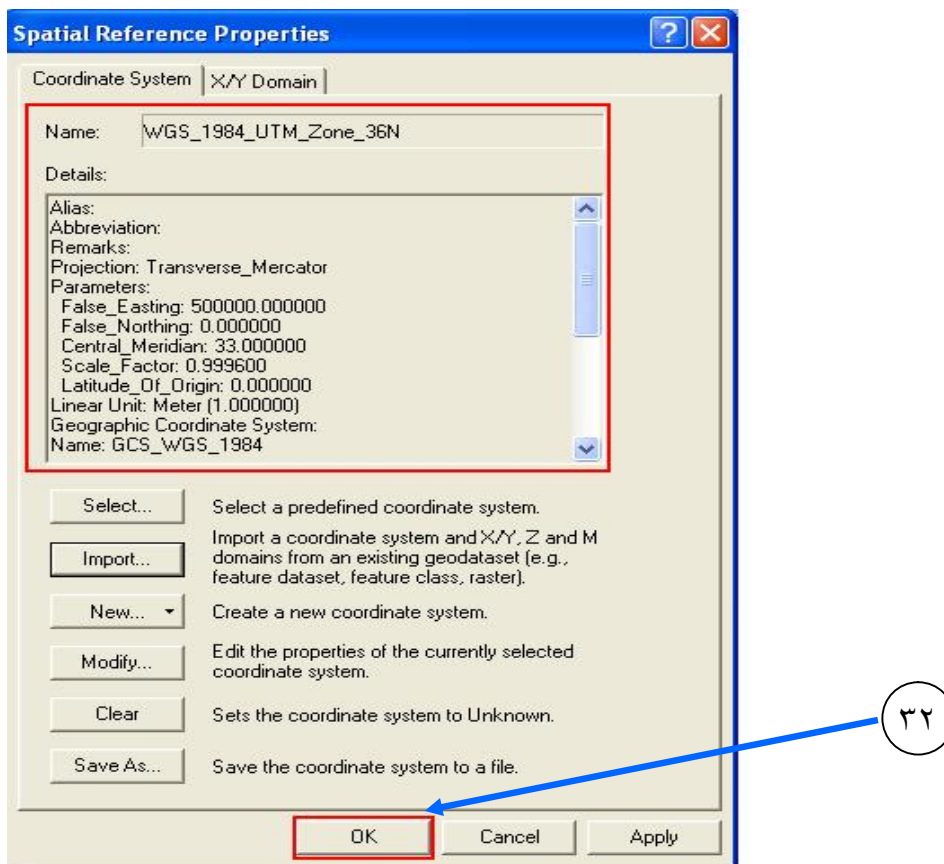 Spatial Reference Properties
Coordinate System
X/Y Domain
Name: WGS_1984_UTM_Zone_36N
Details:
Alias:
Abbreviation:
Remarks:
Projection: Transverse_Mercator
Parameters:
False_Easting: 500000.000000
False_Northing: 0.000000
Central_Meridian: 33.000000
Scale_Factor: 0.999600
Latitude_Of_Origin: 0.000000
Linear Unit: Meter (1.000000)
Geographic Coordinate System:
Name: GCS_WGS_1984
Select... Select a predefined coordinate system.
Import... Import a coordinate system and X/Y, Z and M
domains from an existing geodataset (e.g.,
feature dataset, feature class, raster).
New... Create a new coordinate system.
Modify... Edit the properties of the currently selected
coordinate system.
Clear Sets the coordinate system to Unknown.
Save As... Save the coordinate system to a file.
٣٢
OK Cancel Apply